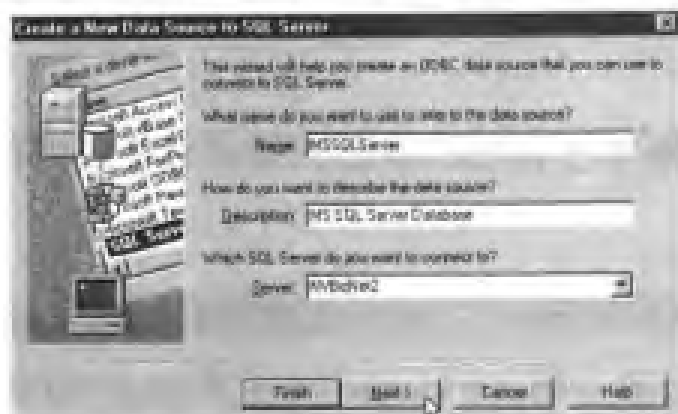 Create a New Data Source to SQL Server
This wizard will help you create an ODBC data source that you can use to
connect to SQL Server.
What name do you want to use to refer to the data source?
Name: MSSQLServer
How do you want to describe the data source?
Description: MS SQL Server Database
Which SQL Server do you want to connect to?
Server:
Finish
Next >
Cancel
Help
Select a
SQL Serv